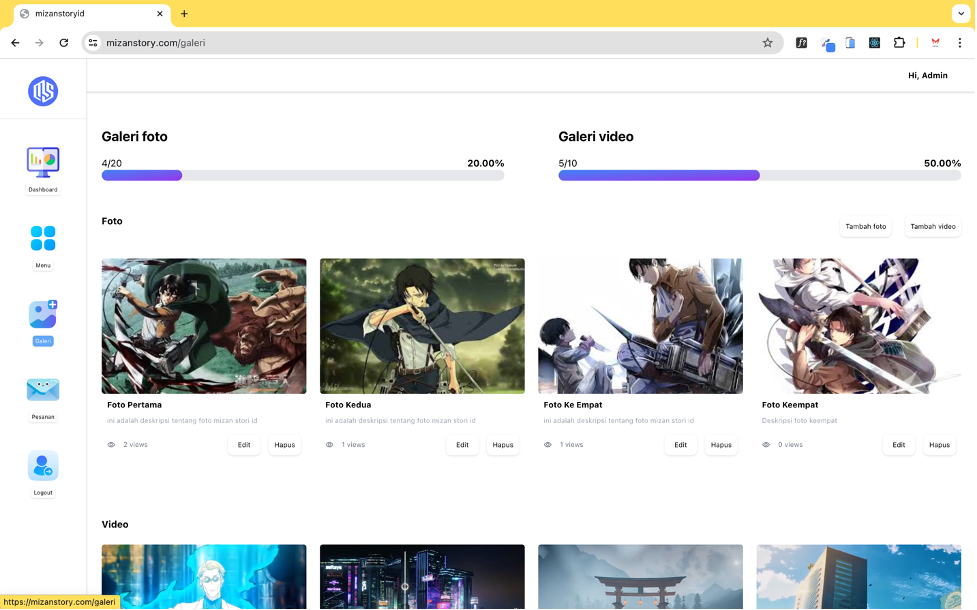 mizanstoryid
mizanstory.com/galeri
Hi, Admin
Dashboard
Menu
Galeri
Pesanan
Logout
Galeri foto
4/20
20.00%
Galeri video
5/10
50.00%
Foto
Tambah foto
Tambah video
Foto Pertama
ini adalah deskripsi tentang foto mizan stori id
2 views
Edit
Hapus
Foto Kedua
ini adalah deskripsi tentang foto mizan stori id
1 views
Edit
Hapus
Foto Ke Empat
ini adalah deskripsi tentang foto mizan stori id
1 views
Edit
Hapus
Foto Keempat
Deskripsi foto keempat
0 views
Edit
Hapus
Video
https://mizanstory.com/galeri